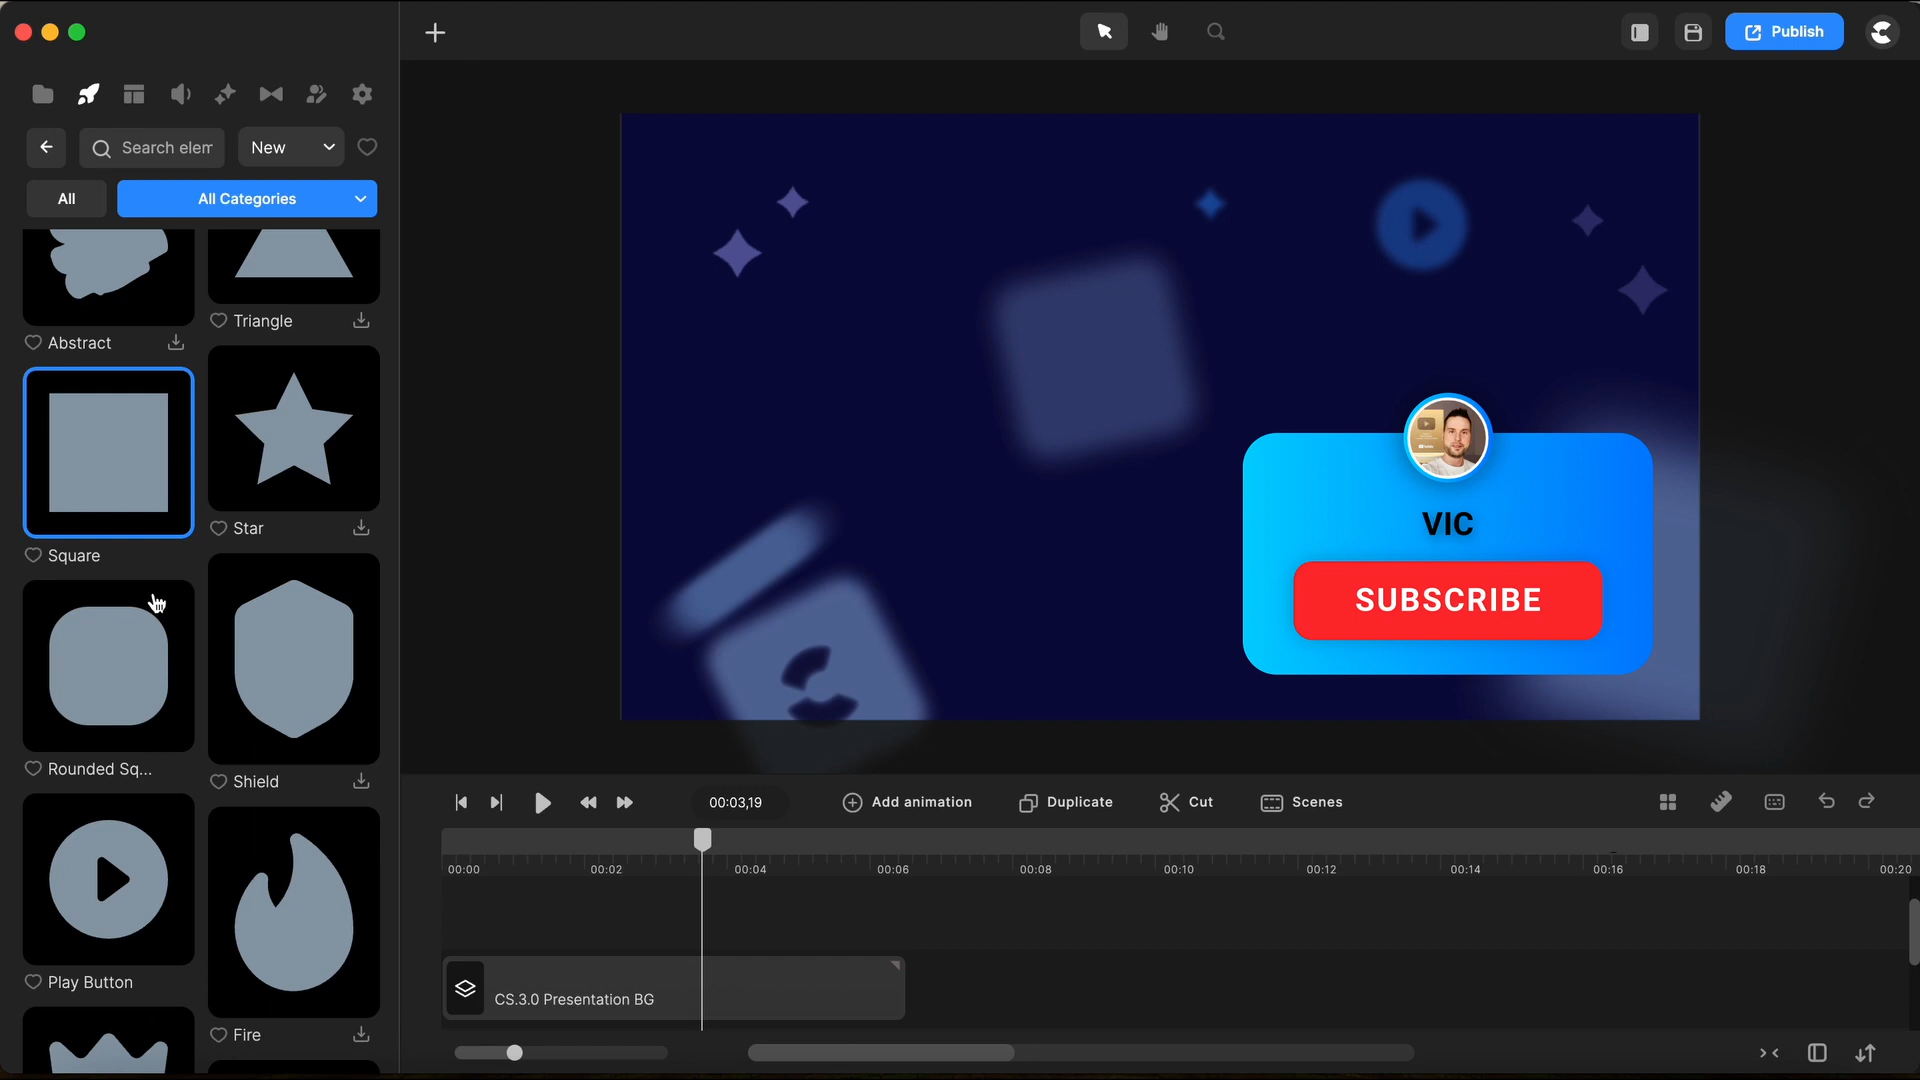 Publish
Search elem
New
All
All Categories
Triangle
Abstract
Star
Square
Rounded Sq...
Shield
Play Button
Fire
VIC
SUBSCRIBE
00:03,19
Add animation
Duplicate
Cut
Scenes
00:00
00:02
00:04
00:06
00:08
00:10
00:12
00:14
00:16
00:18
00:20
CS.3.0 Presentation BG